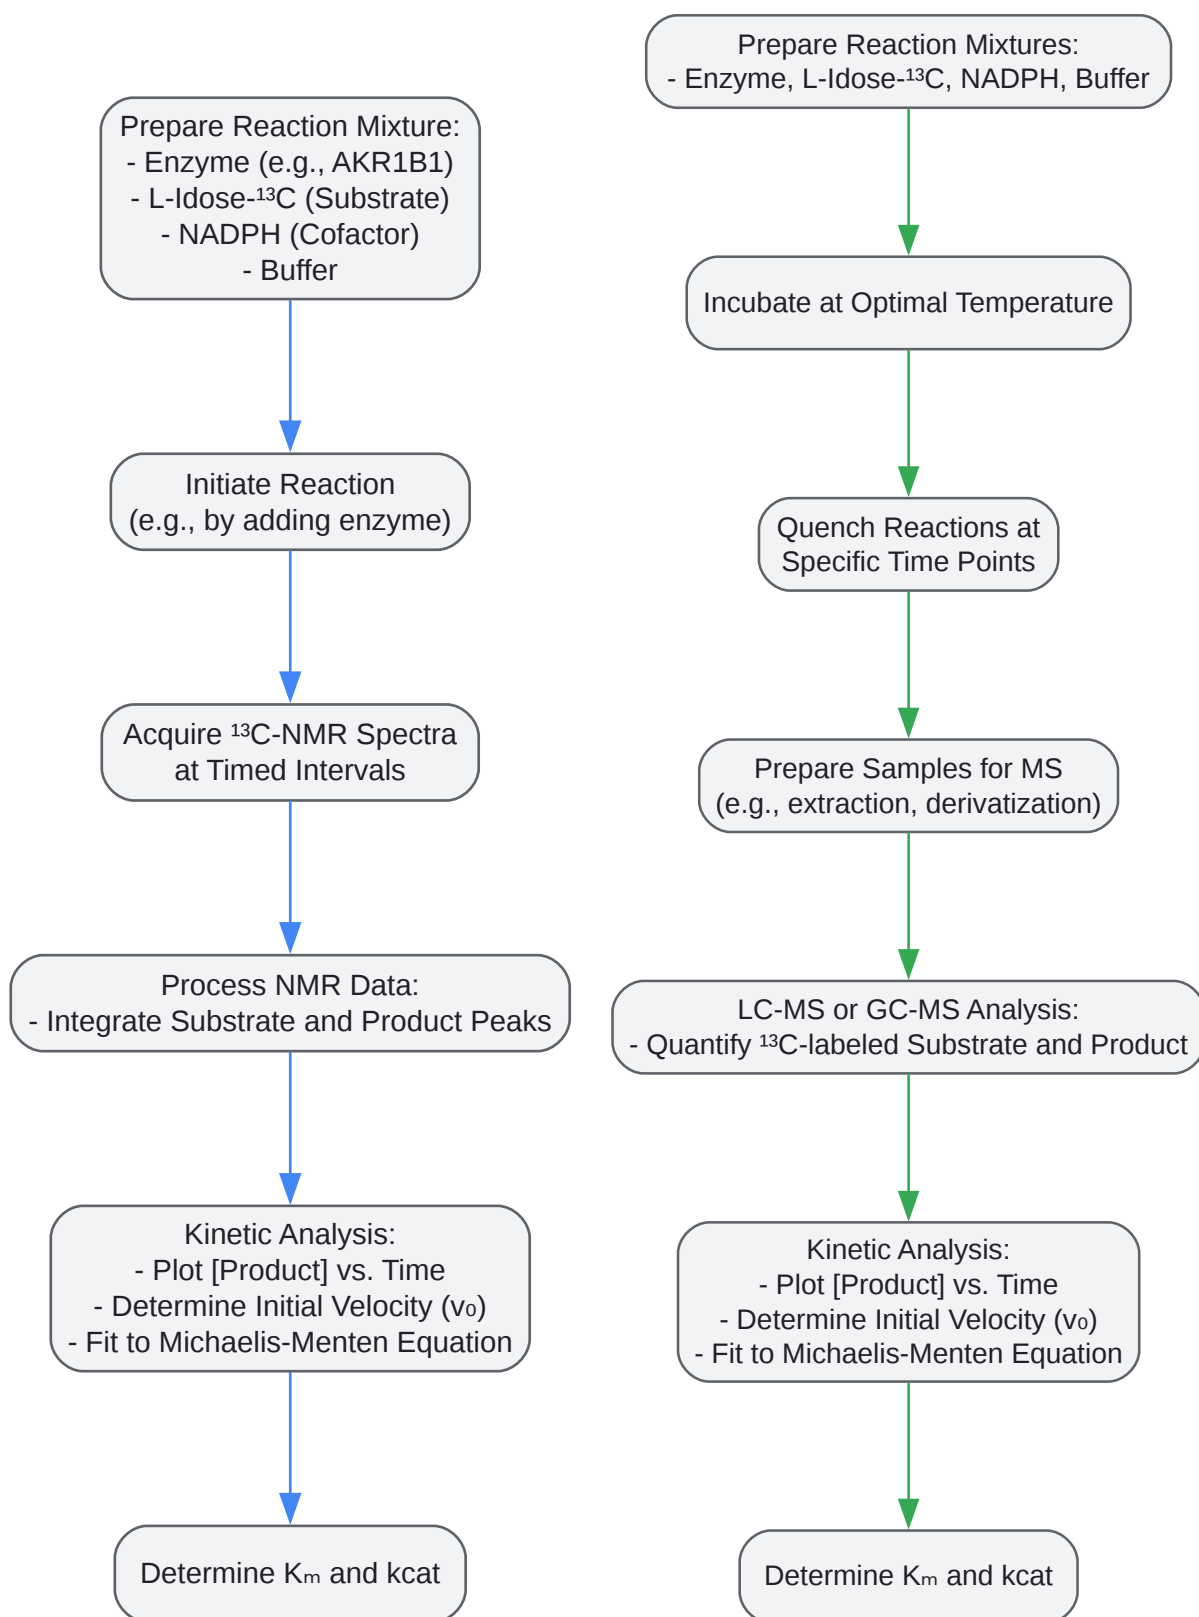 Prepare Reaction Mixture:
- Enzyme (e.g., AKR1B1)
- L-Idose-¹³C (Substrate)
- NADPH (Cofactor)
- Buffer
Initiate Reaction
(e.g., by adding enzyme)
Acquire ¹³C-NMR Spectra
at Timed Intervals
Process NMR Data:
- Integrate Substrate and Product Peaks
Kinetic Analysis:
- Plot [Product] vs. Time
- Determine Initial Velocity (v₀)
- Fit to Michaelis-Menten Equation
Determine Kₘ and kcat
Prepare Reaction Mixtures:
- Enzyme, L-Idose-¹³C, NADPH, Buffer
Incubate at Optimal Temperature
Quench Reactions at
Specific Time Points
Prepare Samples for MS
(e.g., extraction, derivatization)
LC-MS or GC-MS Analysis:
- Quantify ¹³C-labeled Substrate and Product
Kinetic Analysis:
- Plot [Product] vs. Time
- Determine Initial Velocity (v₀)
- Fit to Michaelis-Menten Equation
Determine Kₘ and kcat